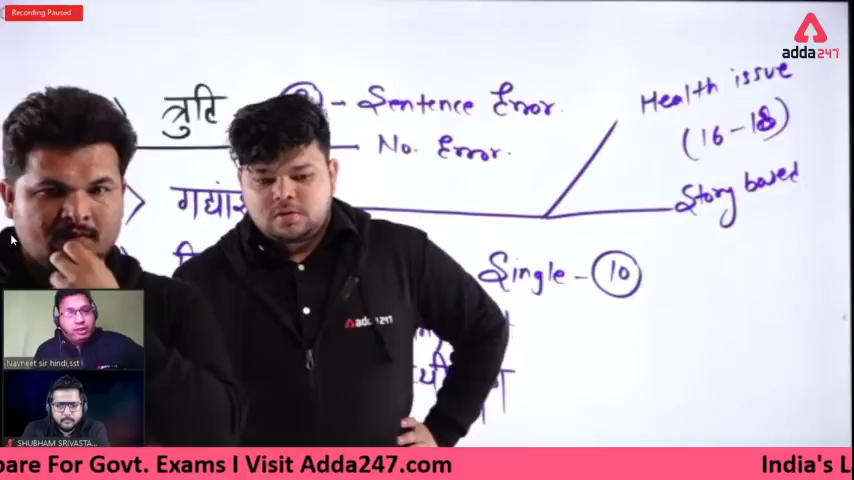 Recording Paused
adda247
Health issue
त्रुटि - Sentence Error.
(16-18)
No. Error.
Story based
Single - 10
adda247
Navneet sir hindi,sst
SHUBHAM SRIVASTA...
pare For Govt. Exams I Visit Adda247.com
India's L